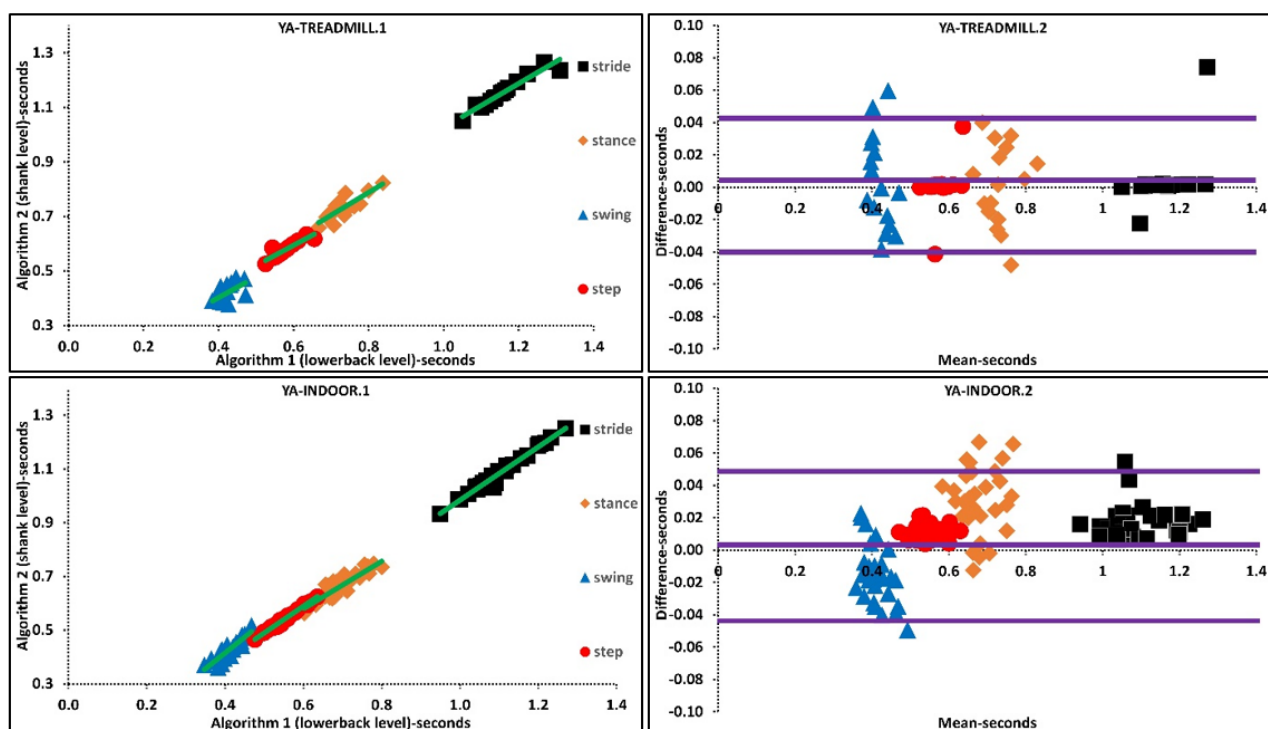 YA-TREADMILL.1
Algorithm 2 (shank level)-seconds
1.3
1.1
0.9
0.7
0.5
0.3
0.0 0.2 0.4 0.6 0.8 1.0 1.2 1.4
Algorithm 1 (lowerback level)-seconds
stride
stance
swing
step
YA-TREADMILL.2
Difference-seconds
0.10
0.08
0.06
0.04
0.02
0.00
-0.02
-0.04
-0.06
-0.08
-0.10
0 0.2 0.4 0.6 0.8 1 1.2 1.4
Mean-seconds
YA-INDOOR.1
Algorithm 2 (shank level)-seconds
1.3
1.1
0.9
0.7
0.5
0.3
0.0 0.2 0.4 0.6 0.8 1.0 1.2 1.4
Algorithm 1 (lowerback level)-seconds
stride
stance
swing
step
YA-INDOOR.2
Difference-seconds
0.10
0.05
0.00
-0.02
-0.04
-0.06
-0.08
-0.10
0 0.2 0.4 0.6 0.8 1 1.2 1.4
Mean-seconds